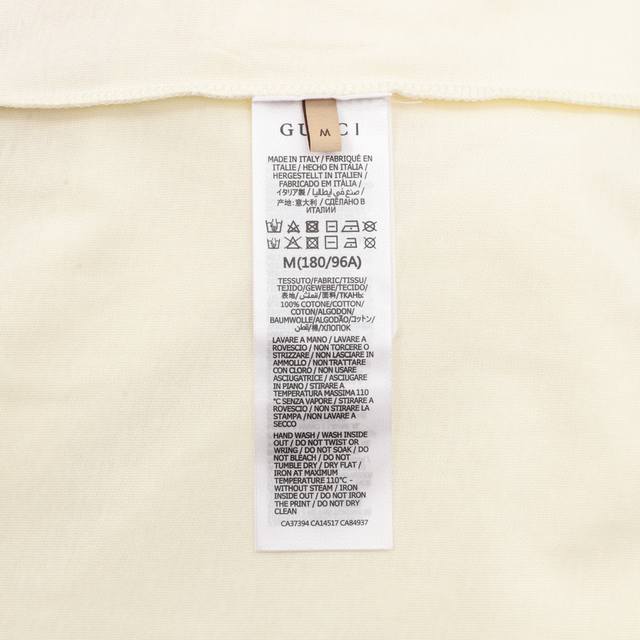 GUCCI
M
MADE IN ITALY / FABRIQUÉ EN
ITALIE / HECHO EN ITALIA /
HERGESTELLT IN ITALIEN /
FABRICADO EM ITÁLIA /
イタリア製 / صنع في ايطاليا /
产地: 意大利 / СДЕЛАНО В
ИТАЛИИ
M(180/96A)
TESSUTO/FABRIC/TISSU/
TEJIDO/GEWEBE/TECIDO/
表地/قماش/面料/ТКАНЬ:
100% COTONE/COTTON/
COTON/ALGODON/
BAUMWOLLE/ALGODÃO/コットン/
قطن/棉/ХЛОПОК
LAVARE A MANO / LAVARE A
ROVESCIO / NON TORCERE O
STRIZZARE / NON LASCIARE IN
AMMOLLO / NON TRATTARE
CON CLORO / NON USARE
ASCIUGATRICE / ASCIUGARE
IN PIANO / STIRARE A
TEMPERATURA MASSIMA 110
°C SENZA VAPORE / STIRARE A
ROVESCIO / NON STIRARE LA
STAMPA /NON LAVARE A
SECCO
HAND WASH / WASH INSIDE
OUT / DO NOT TWIST OR
WRING / DO NOT SOAK / DO
NOT BLEACH / DO NOT
TUMBLE DRY / DRY FLAT /
IRON AT MAXIMUM
TEMPERATURE 110°C -
WITHOUT STEAM / IRON
INSIDE OUT / DO NOT IRON
THE PRINT / DO NOT DRY
CLEAN
CA37394 CA14517 CA84937